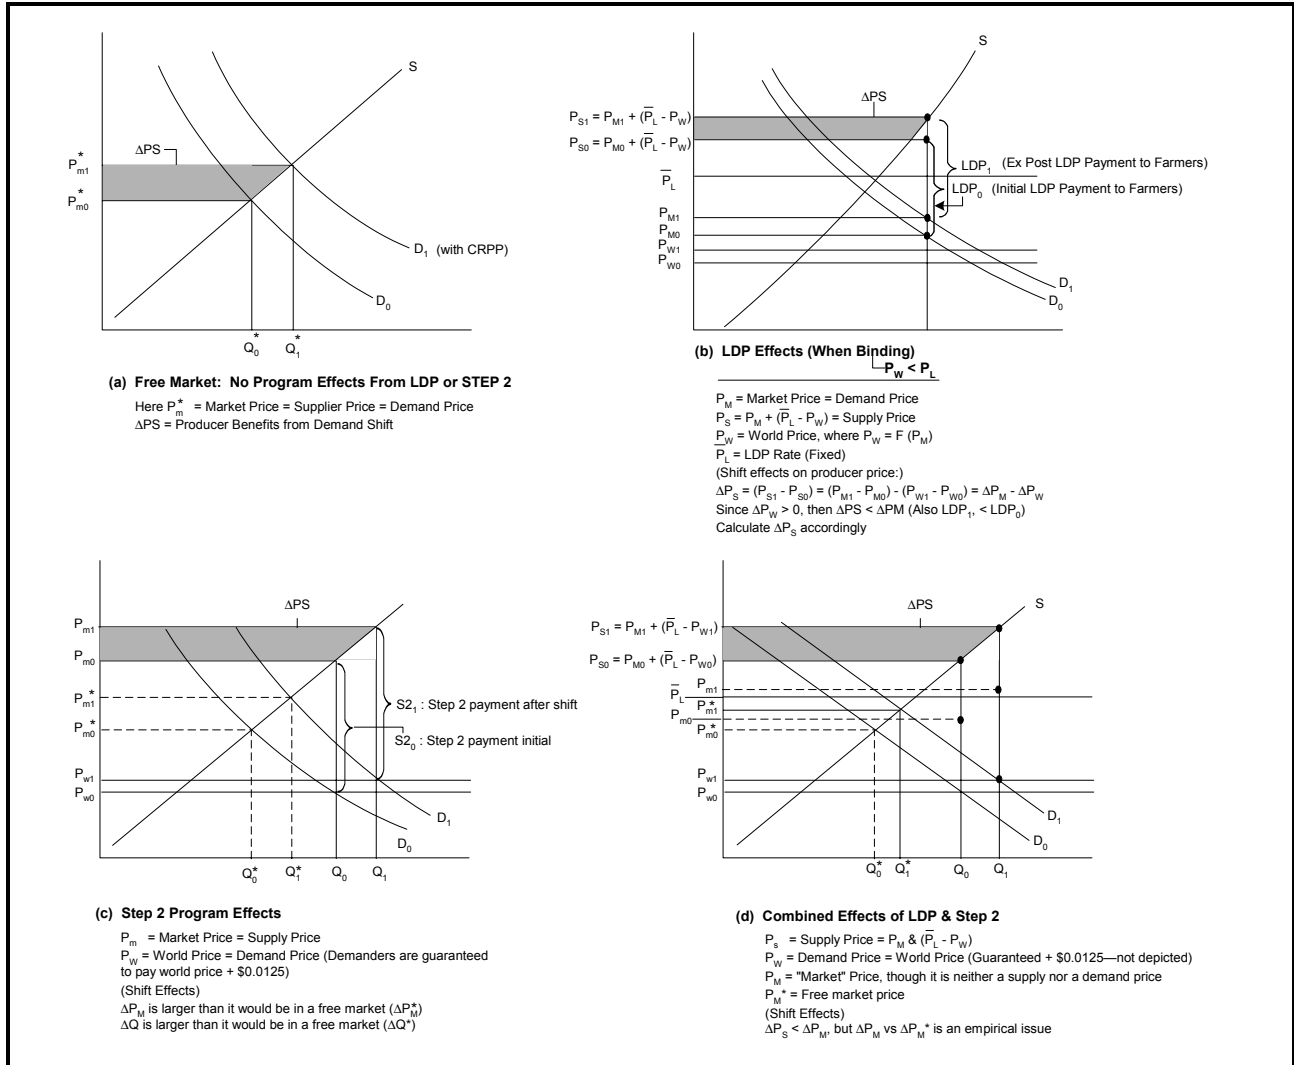 S
ΔPS
P*m1
P*m0
D1 (with CRPP)
D0
Q*0
Q*1
(a) Free Market: No Program Effects From LDP or STEP 2
Here P*m = Market Price = Supplier Price = Demand Price
ΔPS = Producer Benefits from Demand Shift
S
ΔPS
PS1 = PM1 + (P̅L - PW)
PS0 = PM0 + (P̅L - PW)
LDP1 (Ex Post LDP Payment to Farmers)
P̅L
LDP0 (Initial LDP Payment to Farmers)
PM1
PM0
PW1
PW0
D1
D0
(b) LDP Effects (When Binding)
PW < PL
PM = Market Price = Demand Price
PS = PM + (P̅L - PW) = Supply Price
PW = World Price, where PW = F (PM)
P̅L = LDP Rate (Fixed)
(Shift effects on producer price:)
ΔPS = (PS1 - PS0) = (PM1 - PM0) - (PW1 - PW0) = ΔPM - ΔPW
Since ΔPW > 0, then ΔPS < ΔPM (Also LDP1, < LDP0)
Calculate ΔPS accordingly
ΔPS
Pm1
Pm0
P*m1
S21 : Step 2 payment after shift
P*m0
S20 : Step 2 payment initial
Pw1
Pw0
D1
D0
Q0*
Q1*
Q0
Q1
(c) Step 2 Program Effects
Pm = Market Price = Supply Price
PW = World Price = Demand Price (Demanders are guaranteed
to pay world price + $0.0125)
(Shift Effects)
ΔPM is larger than it would be in a free market (ΔP*M)
ΔQ is larger than it would be in a free market (ΔQ*)
ΔPS
S
PS1 = PM1 + (P̅L - PW1)
PS0 = PM0 + (P̅L - PW0)
Pm1
P̅L
P*m1
Pm0
P*m0
Pw1
Pw0
D1
D0
Q0*
Q1*
Q0
Q1
(d) Combined Effects of LDP & Step 2
Ps = Supply Price = PM & (P̅L - PW)
PW = Demand Price = World Price (Guaranteed + $0.0125—not depicted)
PM = "Market" Price, though it is neither a supply nor a demand price
PM* = Free market price
(Shift Effects)
ΔPS < ΔPM, but ΔPM vs ΔPM* is an empirical issue